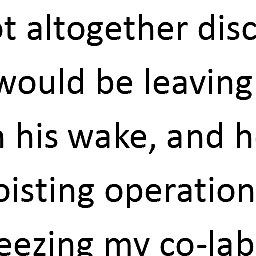 ot altogether disc
would be leaving
his wake, and h
oisting operation
eezing my co-lab